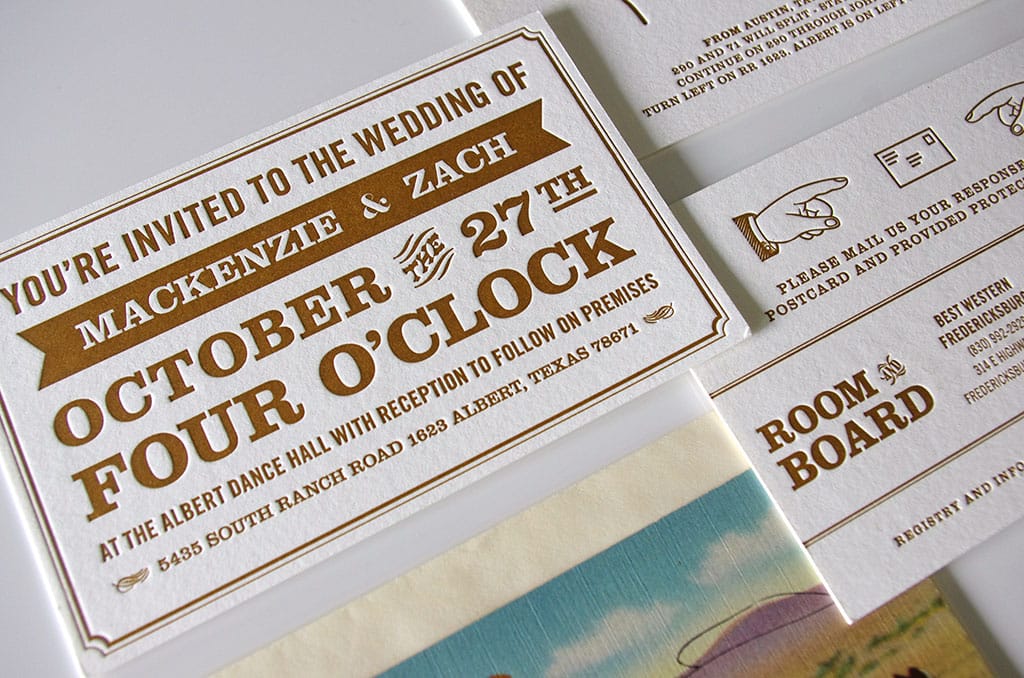 YOU'RE INVITED TO THE WEDDING OF
MACKENZIE & ZACH
OCTOBER THE 27TH
FOUR O'CLOCK
AT THE ALBERT DANCE HALL WITH RECEPTION TO FOLLOW ON PREMISES
5435 SOUTH RANCH ROAD 1623 ALBERT, TEXAS 78671
FROM AUSTIN,
290 AND 71 WILL SPLIT - 
CONTINUE ON 290 THROUGH
TURN LEFT ON RR 1623. ALBERT IS ON LEFT
PLEASE MAIL US YOUR RESPONSE
POSTCARD AND PROVIDED
ROOM AND
BOARD
BEST WESTERN
FREDERICKSBURG
(830) 992-292
314 E HIGHW
FREDERICKSBU
REGISTRY AND INFO